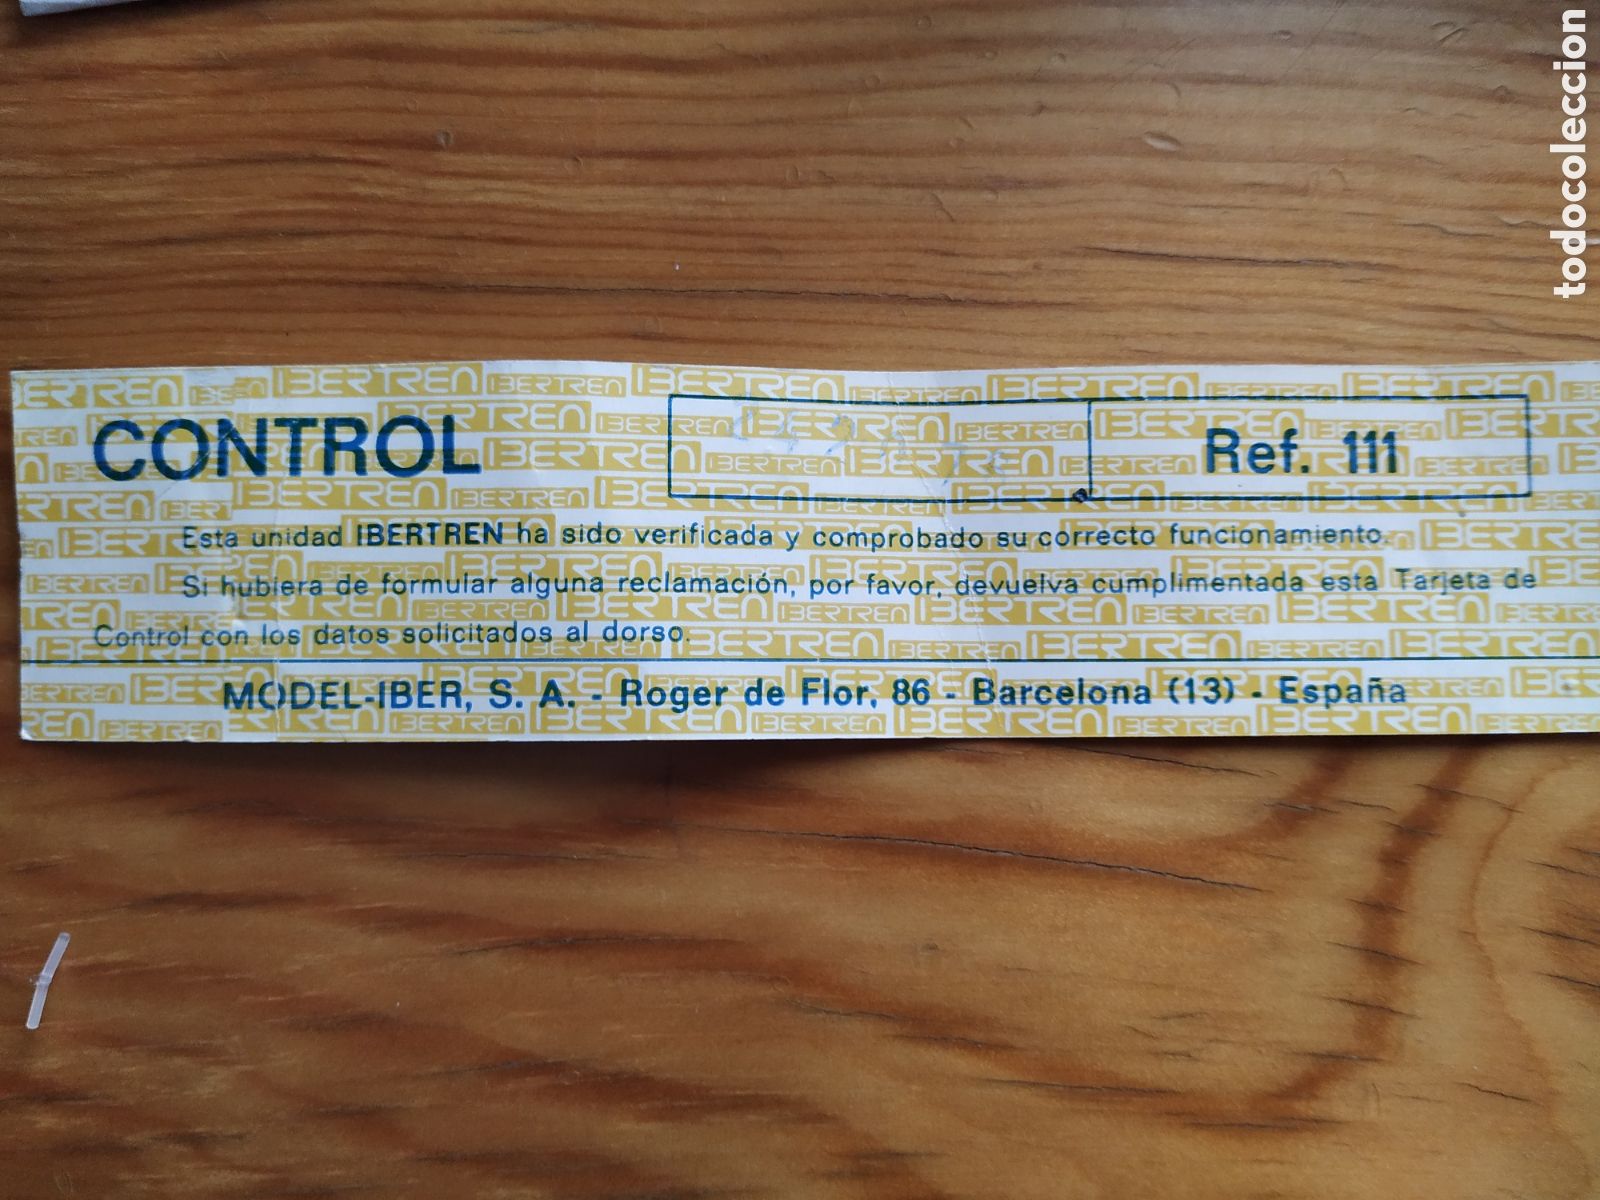 CONTROL
Ref. 111
Esta unidad IBERTREN ha sido verificada y comprobado su correcto funcionamiento.
Si hubiera de formular alguna reclamación, por favor, devuelva cumplimentada esta Tarjeta de
Control con los datos solicitados al dorso.
MODEL-IBER, S. A. - Roger de Flor, 86 - Barcelona (13) - España
todocoleccion